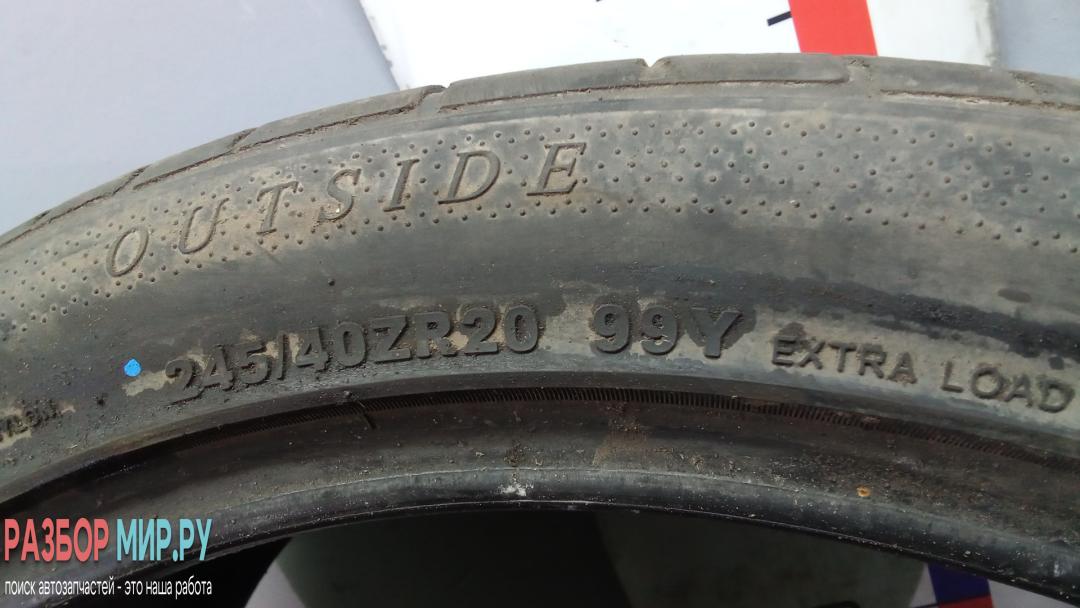 OUTSIDE
245/40ZR20 99Y EXTRA LOAD
РАЗБОР МИР.РУ
поиск автозапчастей - это наша работа